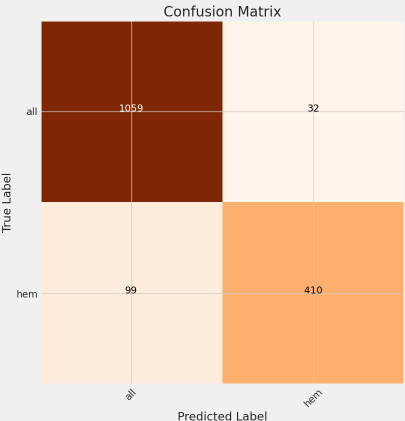 Confusion Matrix
True Label
all
1059
32
hem
99
410
all
hem
Predicted Label